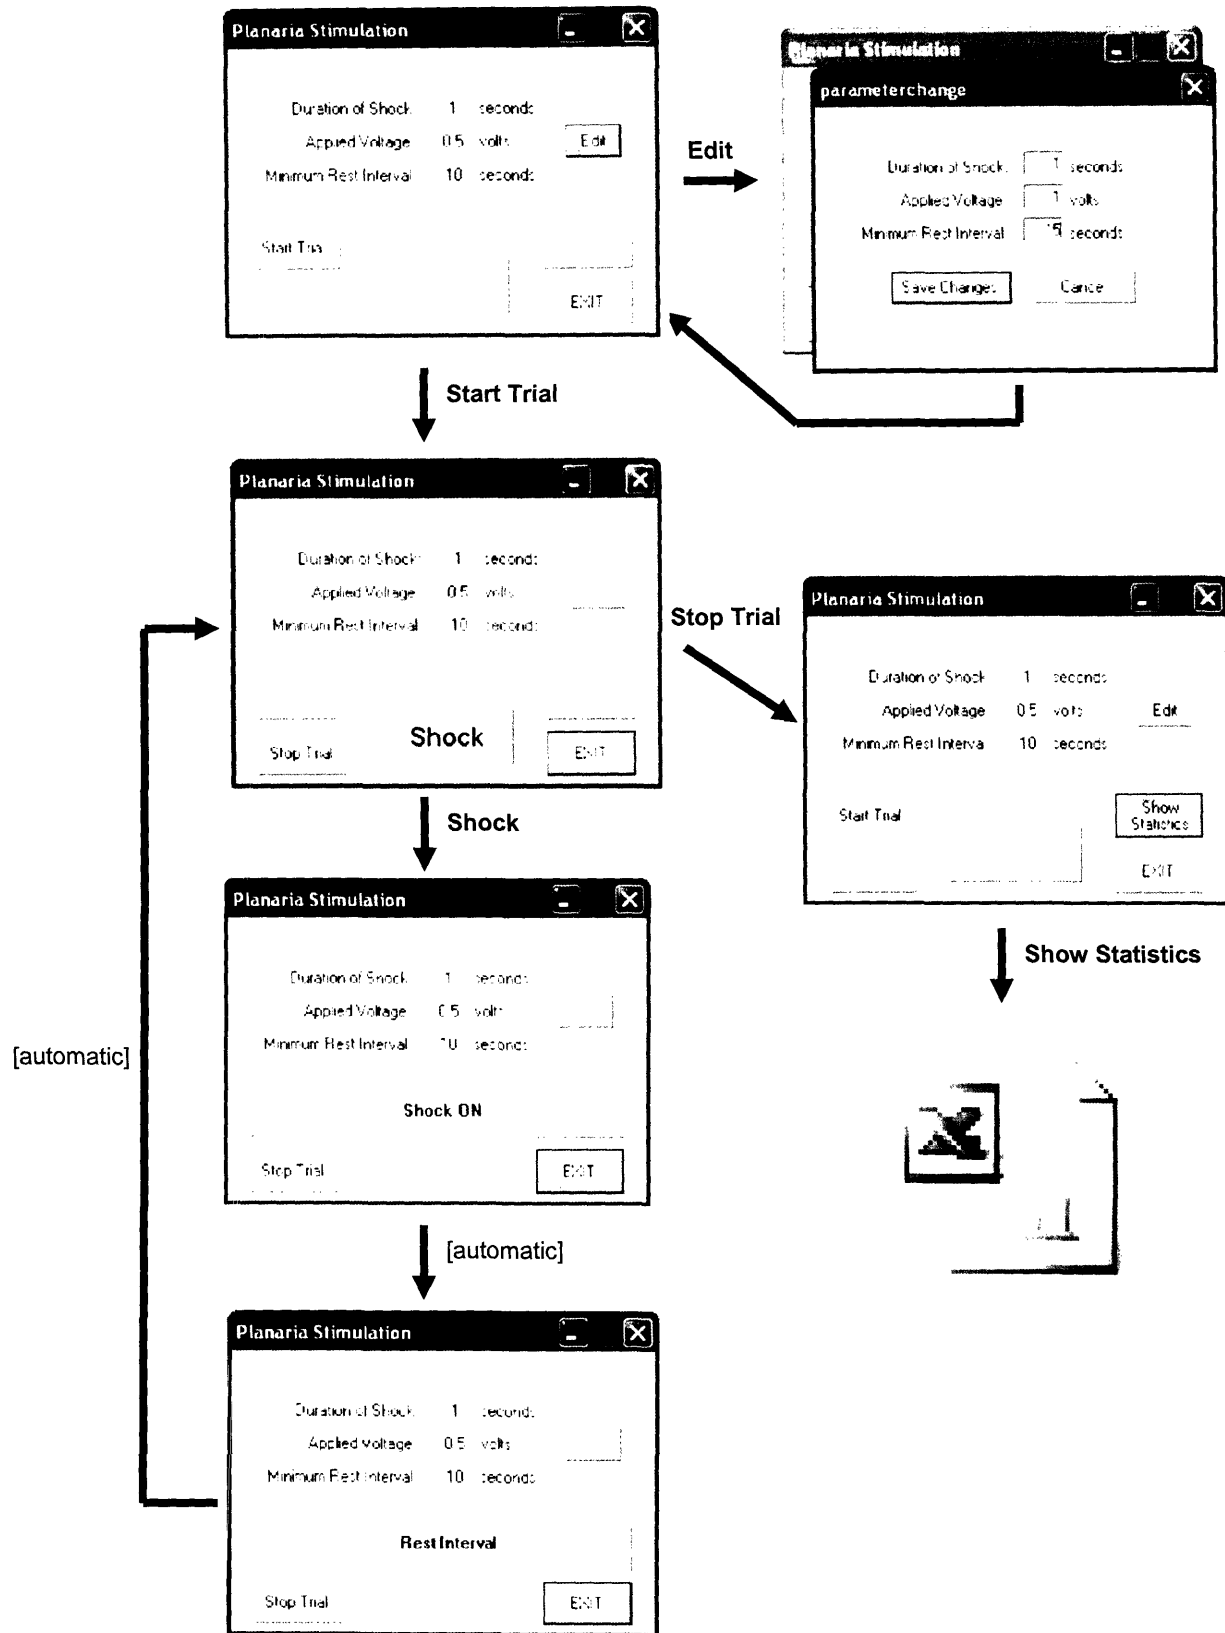 Planaria Stimulation
Duration of Shock 1 seconds
Applied Voltage 0.5 volts
Edit
Minimum Rest Interval 10 seconds
Start Trial
EXIT
Edit
Planaria Stimulation
parameterchange
Duration of Shock 1 seconds
Applied Voltage 1 volts
Minimum Rest Interval 15 seconds
Save Changes
Cancel
Start Trial
Planaria Stimulation
Duration of Shock 1 seconds
Applied Voltage 0.5 volts
Minimum Rest Interval 10 seconds
Stop Trial
Shock
EXIT
Stop Trial
Planaria Stimulation
Duration of Shock 1 seconds
Applied Voltage 0.5 volts
Edit
Minimum Rest Interval 10 seconds
Start Trial
Show
Statistics
EXIT
Shock
Planaria Stimulation
Duration of Shock 1 seconds
Applied Voltage 0.5 volts
Minimum Rest Interval 10 seconds
Shock ON
Stop Trial
EXIT
Show Statistics
[automatic]
[automatic]
Planaria Stimulation
Duration of Shock 1 seconds
Applied Voltage 0.5 volts
Minimum Rest Interval 10 seconds
Rest Interval
Stop Trial
EXIT